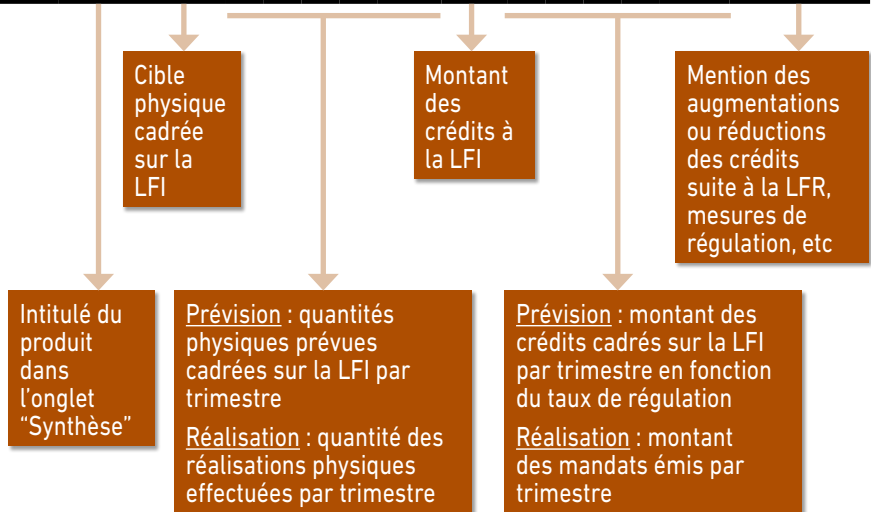 Cible
physique
cadrée
sur la
LFI
Montant
des
crédits à
la LFI
Mention des
augmentations
ou réductions
des crédits
suite à la LFR,
mesures de
régulation, etc
Intitulé du
produit
dans
l’onglet
“Synthèse”
Prévision : quantités
physiques prévues
cadrées sur la LFI par
trimestre
Réalisation : quantité des
réalisations physiques
effectuées par trimestre
Prévision : montant des
crédits cadrés sur la LFI
par trimestre en fonction
du taux de régulation
Réalisation : montant
des mandats émis par
trimestre